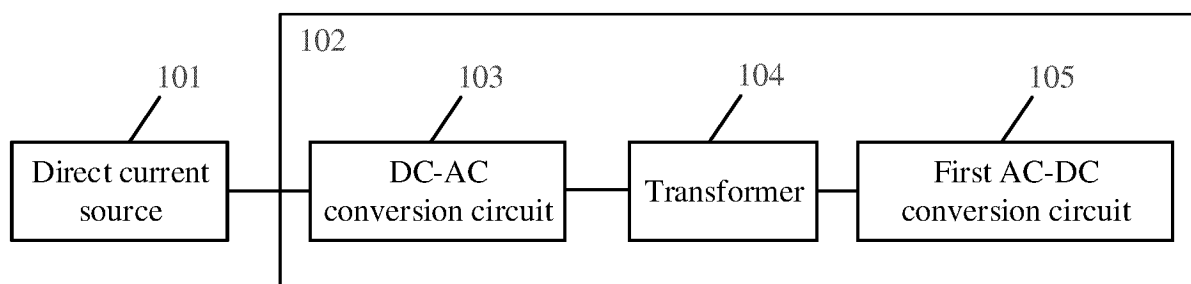 102
101
103
104
105
Direct current
source
DC-AC
conversion circuit
Transformer
First AC-DC
conversion circuit